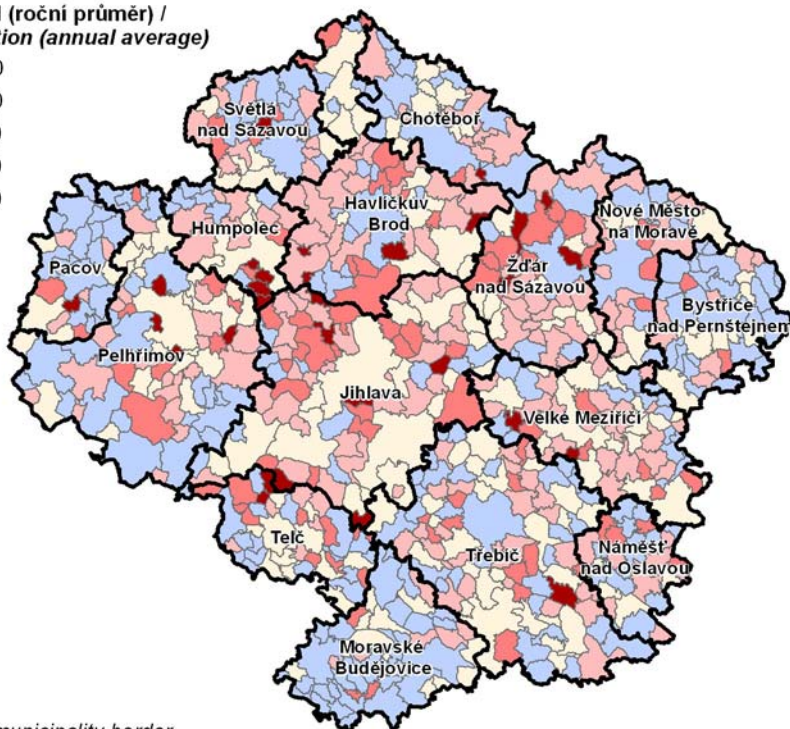 (roční průměr) /
(annual average)
)
)
)
)
)
Světlá
nad Sázavou
Chotěboř
Havlíčkův
Brod
Humpolec
Nové Město
na Moravě
Pacov
Žďár
nad Sázavou
Bystřice
nad Pernštejnem
Pelhřimov
Jihlava
Velké Meziříčí
Telč
Třebíč
Náměšť
nad Oslavou
Moravské
Budějovice
municipality border